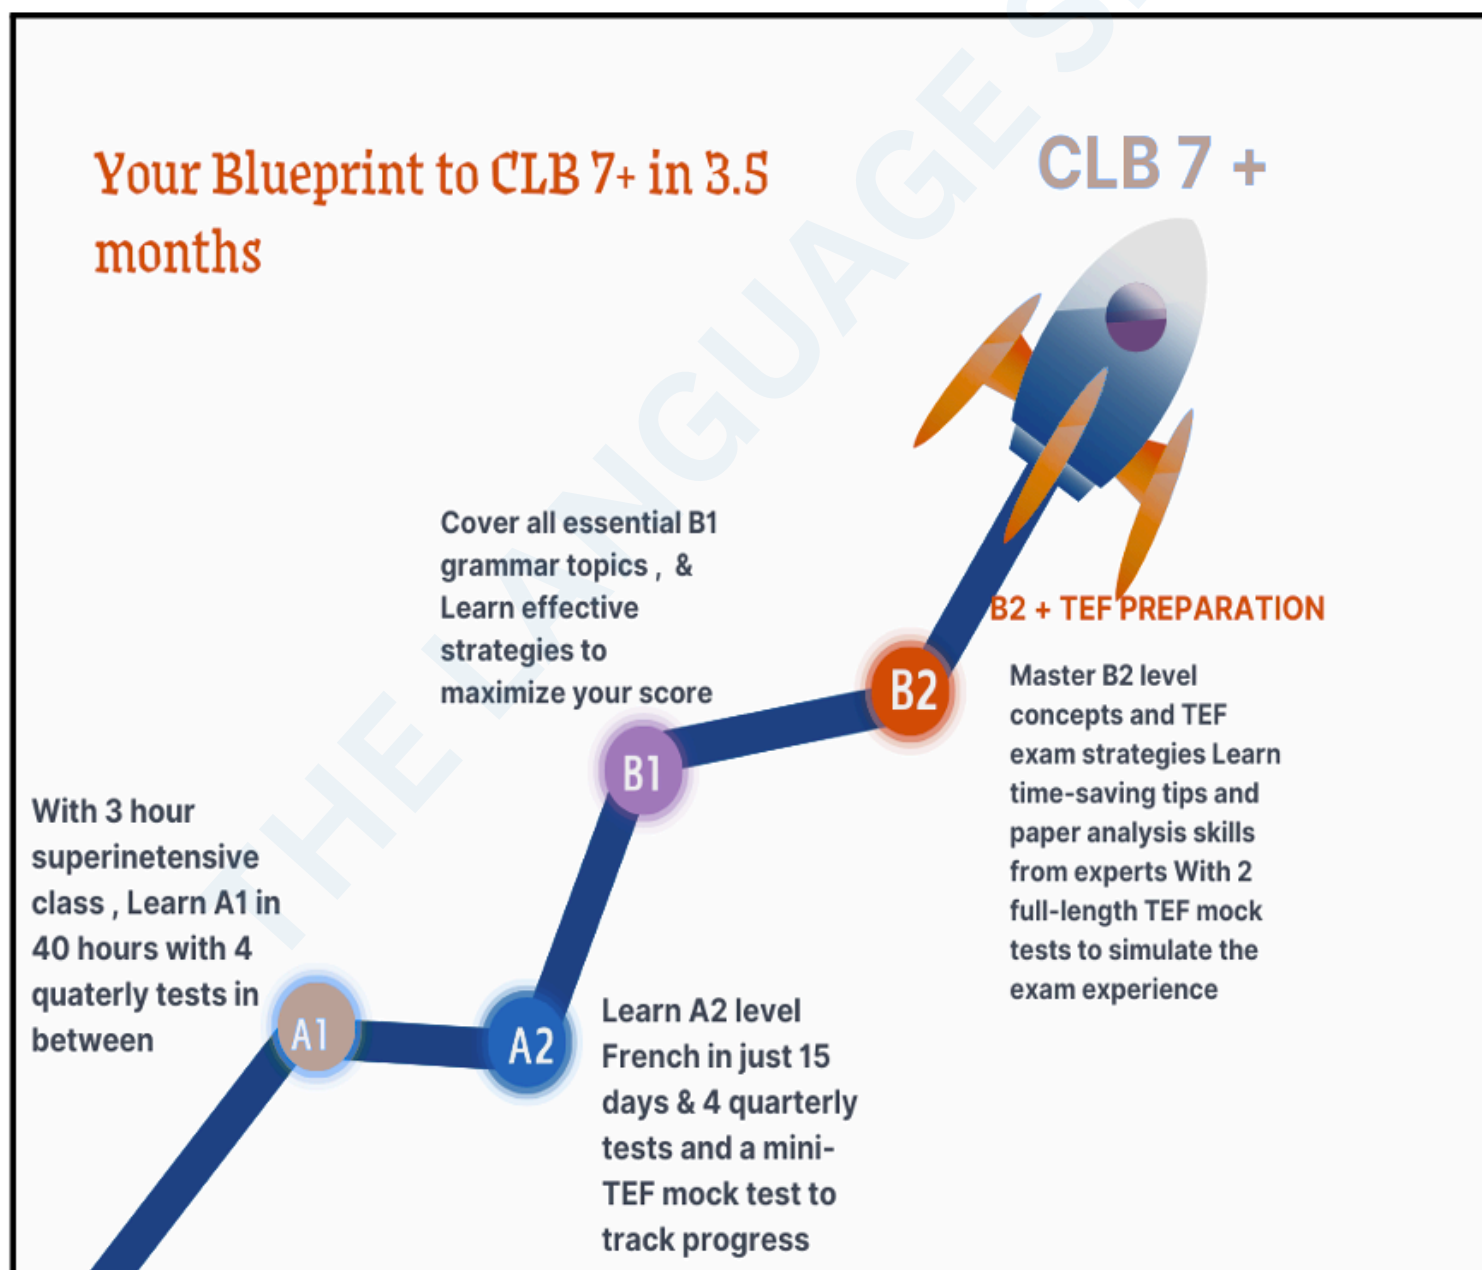 Your Blueprint to CLB 7+ in 3.5
months
CLB 7 +
Cover all essential B1
grammar topics , &
Learn effective
strategies to
maximize your score
B2 + TEF PREPARATION
Master B2 level
concepts and TEF
exam strategies Learn
time-saving tips and
paper analysis skills
from experts With 2
full-length TEF mock
tests to simulate the
exam experience
B2
B1
With 3 hour
superinetensive
class , Learn A1 in
40 hours with 4
quaterly tests in
between
A1
A2
Learn A2 level
French in just 15
days & 4 quarterly
tests and a mini-
TEF mock test to
track progress
THE LANGUAGE